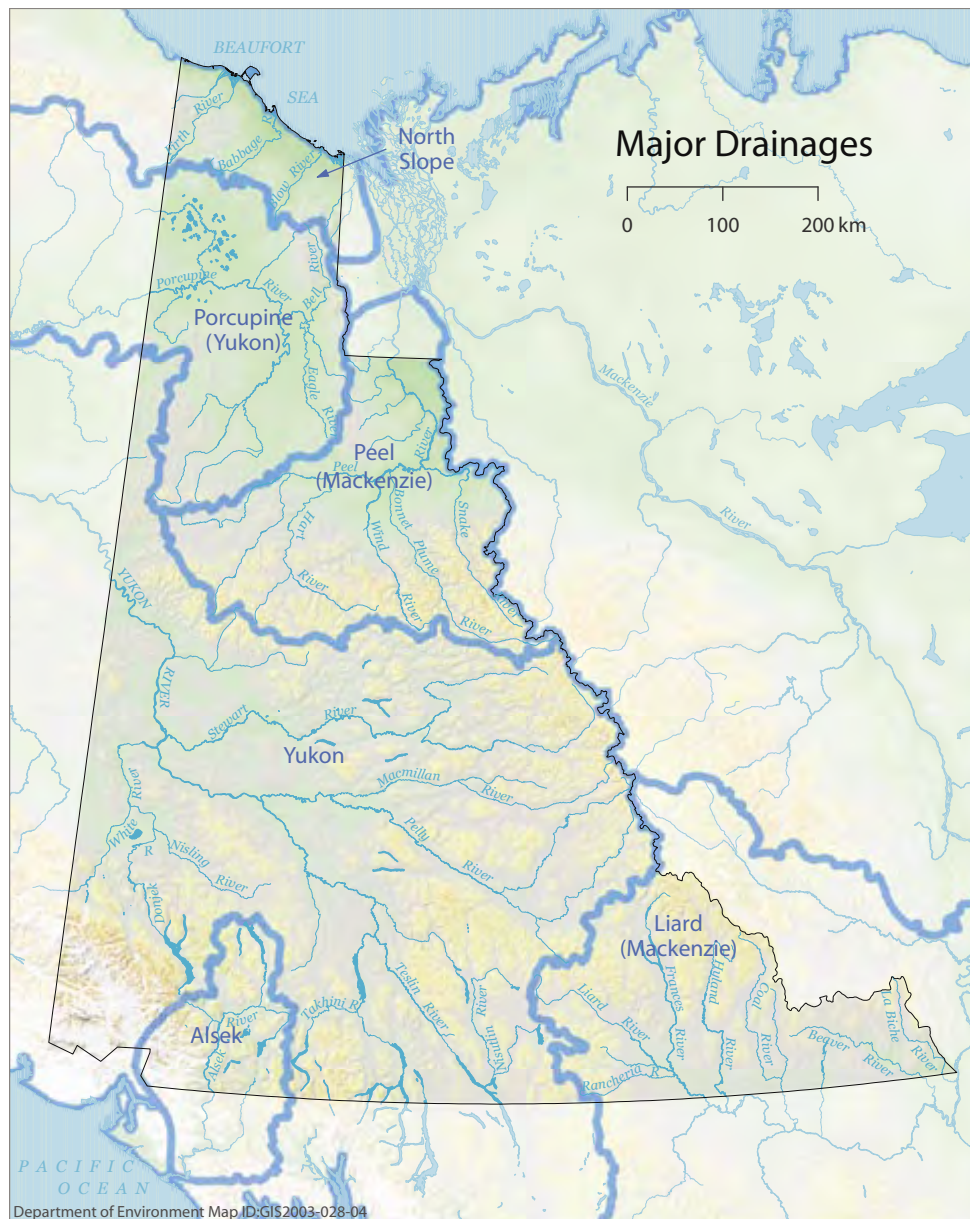 BEAUFORT
SEA
Major Drainages
0 100 200 km
North
Slope
Firth River
Babbage R
Blow River
Porcupine River
Bell River
Porcupine
(Yukon)
Eagle River
Mackenzie River
Peel River
Peel
(Mackenzie)
Hart River
Wind River
Bonnet Plume River
Snake River
YUKON RIVER
Stewart River
Yukon
Macmillan River
Pelly River
White River
R
Nisling River
Donjek
Liard
(Mackenzie)
Teslin River
Takhini R
Nisutlin River
Liard River
Frances River
Hyland River
Coal River
Rancheria R.
Beaver River
La Biche River
Alsek
Alsek River
PACIFIC
OCEAN
Department of Environment Map ID:GIS2003-028-04